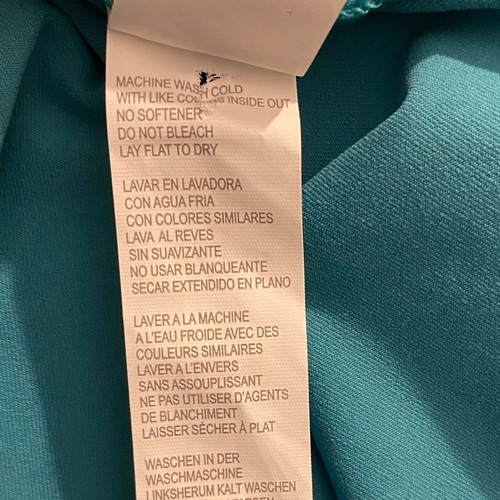 MACHINE WASH COLD
WITH LIKE COLORS INSIDE OUT
NO SOFTENER
DO NOT BLEACH
LAY FLAT TO DRY
LAVAR EN LAVADORA
CON AGUA FRIA
CON COLORES SIMILARES
LAVA AL REVES
SIN SUAVIZANTE
NO USAR BLANQUEANTE
SECAR EXTENDIDO EN PLANO
LAVER A LA MACHINE
A L'EAU FROIDE AVEC DES
COULEURS SIMILAIRES
LAVER A L'ENVERS
SANS ASSOUPLISSANT
NE PAS UTILISER D'AGENTS
DE BLANCHIMENT
LAISSER SÉCHER À PLAT
WASCHEN IN DER
WASCHMASCHINE
LINKSHERUM KALT WASCHEN